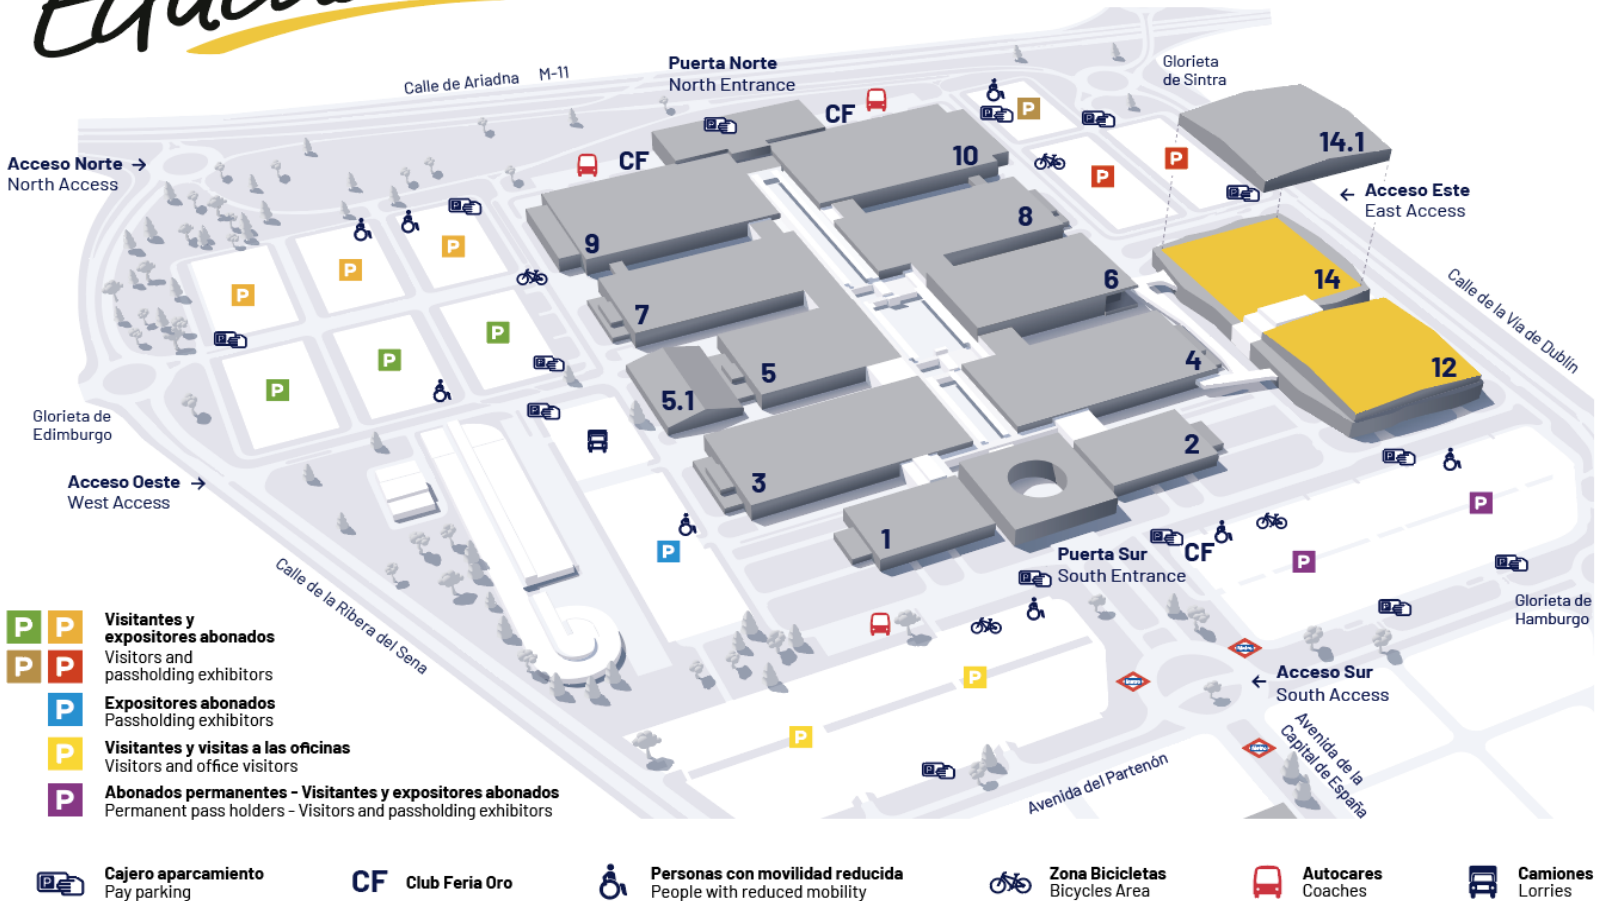 Puerta Norte
North Entrance
Calle de Ariadna M-11
Glorieta
de Sintra
CF
CF
P
14.1
10
Acceso Norte →
North Access
P
P
← Acceso Este
East Access
8
9
P
P
P
6
14
7
Calle de la Via de Dublín
P
P
P
5
4
12
5.1
Glorieta de
Edimburgo
2
3
Acceso Oeste →
West Access
P
1
P
CF
Puerta Sur
South Entrance
P
Calle de la Ribera del Sena
Glorieta de
Hamburgo
P
← Acceso Sur
South Access
P
Avenida de la
Capital de España
Avenida del Partenón
P P Visitantes y
expositores abonados
P P Visitors and
passholding exhibitors
P Expositores abonados
Passholding exhibitors
P Visitantes y visitas a las oficinas
Visitors and office visitors
P Abonados permanentes - Visitantes y expositores abonados
Permanent pass holders - Visitors and passholding exhibitors
Cajero aparcamiento
Pay parking
CF Club Feria Oro
Personas con movilidad reducida
People with reduced mobility
Zona Bicicletas
Bicycles Area
Autocares
Coaches
Camiones
Lorries